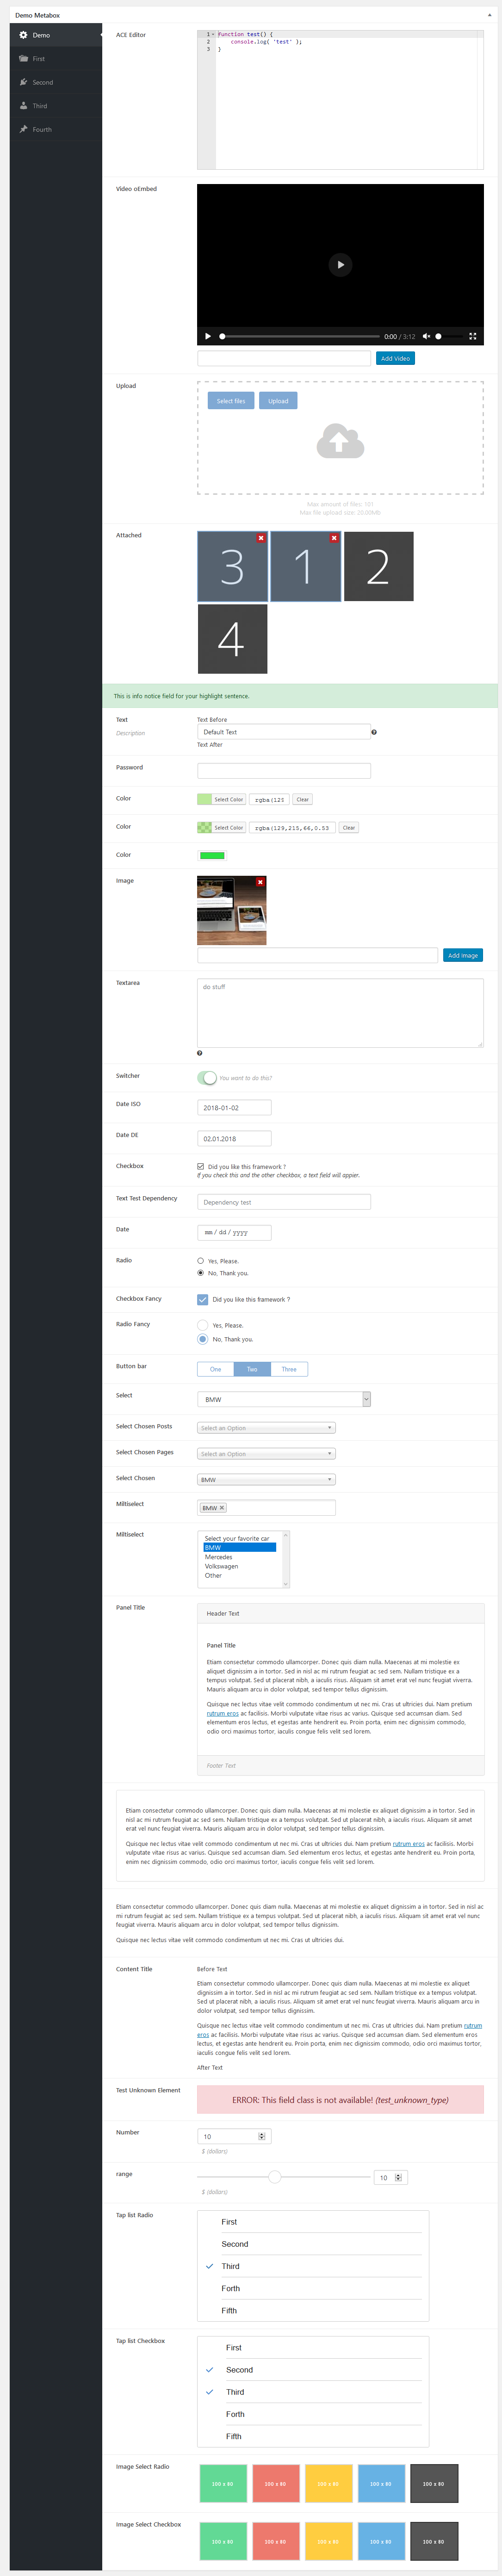 Demo Metabox
Demo
First
Second
Third
Fourth
ACE Editor
1 function test() {
2 console.log( 'test' );
3 }
Video oEmbed
0:00 / 3:12
Add Video
Upload
Select files
Upload
Max amount of files: 101
Max file upload size: 20.00Mb
Attached
3
1
2
4
This is info notice field for your highlight sentence.
Text
Description
Text Before
Default Text
Text After
Password
Color
Select Color
rgba(125
Clear
Color
Select Color
rgba(129,215,66,0.53
Clear
Color
Image
Add Image
Textarea
do stuff
Switcher
You want to do this?
Date ISO
2018-01-02
Date DE
02.01.2018
Checkbox
Did you like this framework ?
If you check this and the other checkbox, a text field will appier.
Text Test Dependency
Dependency test
Date
mm / dd / yyyy
Radio
Yes, Please.
No, Thank you.
Checkbox Fancy
Did you like this framework ?
Radio Fancy
Yes, Please.
No, Thank you.
Button bar
One
Two
Three
Select
BMW
Select Chosen Posts
Select an Option
Select Chosen Pages
Select an Option
Select Chosen
BMW
Miltiselect
BMW
Miltiselect
Select your favorite car
BMW
Mercedes
Volkswagen
Other
Panel Title
Header Text
Panel Title
Etiam consectetur commodo ullamcorper. Donec quis diam nulla. Maecenas at mi molestie ex
aliquet dignissim a in tortor. Sed in nisl ac mi rutrum feugiat ac sed sem. Nullam tristique ex a
tempus volutpat. Sed ut placerat nibh, a iaculis risus. Aliquam sit amet erat vel nunc feugiat viverra.
Mauris aliquam arcu in dolor volutpat, sed tempor tellus dignissim.
Quisque nec lectus vitae velit commodo condimentum ut nec mi. Cras ut ultricies dui. Nam pretium
rutrum eros ac facilisis. Morbi vulputate vitae risus ac varius. Quisque sed accumsan diam. Sed
elementum eros lectus, et egestas ante hendrerit eu. Proin porta, enim nec dignissim commodo,
odio orci maximus tortor, iaculis congue felis velit sed lorem.
Footer Text
Etiam consectetur commodo ullamcorper. Donec quis diam nulla. Maecenas at mi molestie ex aliquet dignissim a in tortor. Sed in
nisl ac mi rutrum feugiat ac sed sem. Nullam tristique ex a tempus volutpat. Sed ut placerat nibh, a iaculis risus. Aliquam sit amet
erat vel nunc feugiat viverra. Mauris aliquam arcu in dolor volutpat, sed tempor tellus dignissim.
Quisque nec lectus vitae velit commodo condimentum ut nec mi. Cras ut ultricies dui. Nam pretium rutrum eros ac facilisis. Morbi
vulputate vitae risus ac varius. Quisque sed accumsan diam. Sed elementum eros lectus, et egestas ante hendrerit eu. Proin porta,
enim nec dignissim commodo, odio orci maximus tortor, iaculis congue felis velit sed lorem.
Etiam consectetur commodo ullamcorper. Donec quis diam nulla. Maecenas at mi molestie ex aliquet dignissim a in tortor. Sed in nisl ac
mi rutrum feugiat ac sed sem. Nullam tristique ex a tempus volutpat. Sed ut placerat nibh, a iaculis risus. Aliquam sit amet erat vel nunc
feugiat viverra. Mauris aliquam arcu in dolor volutpat, sed tempor tellus dignissim.
Quisque nec lectus vitae velit commodo condimentum ut nec mi. Cras ut ultricies dui.
Content Title
Before Text
Etiam consectetur commodo ullamcorper. Donec quis diam nulla. Maecenas at mi molestie ex aliquet
dignissim a in tortor. Sed in nisl ac mi rutrum feugiat ac sed sem. Nullam tristique ex a tempus volutpat.
Sed ut placerat nibh, a iaculis risus. Aliquam sit amet erat vel nunc feugiat viverra. Mauris aliquam arcu in
dolor volutpat, sed tempor tellus dignissim.
Quisque nec lectus vitae velit commodo condimentum ut nec mi. Cras ut ultricies dui. Nam pretium rutrum
eros ac facilisis. Morbi vulputate vitae risus ac varius. Quisque sed accumsan diam. Sed elementum eros
lectus, et egestas ante hendrerit eu. Proin porta, enim nec dignissim commodo, odio orci maximus tortor,
iaculis congue felis velit sed lorem.
After Text
Test Unknown Element
ERROR: This field class is not available! (test_unknown_type)
Number
10
$ (dollars)
range
10
$ (dollars)
Tap list Radio
First
Second
Third
Forth
Fifth
Tap list Checkbox
First
Second
Third
Forth
Fifth
Image Select Radio
100 x 80
100 x 80
100 x 80
100 x 80
100 x 80
Image Select Checkbox
100 x 80
100 x 80
100 x 80
100 x 80
100 x 80